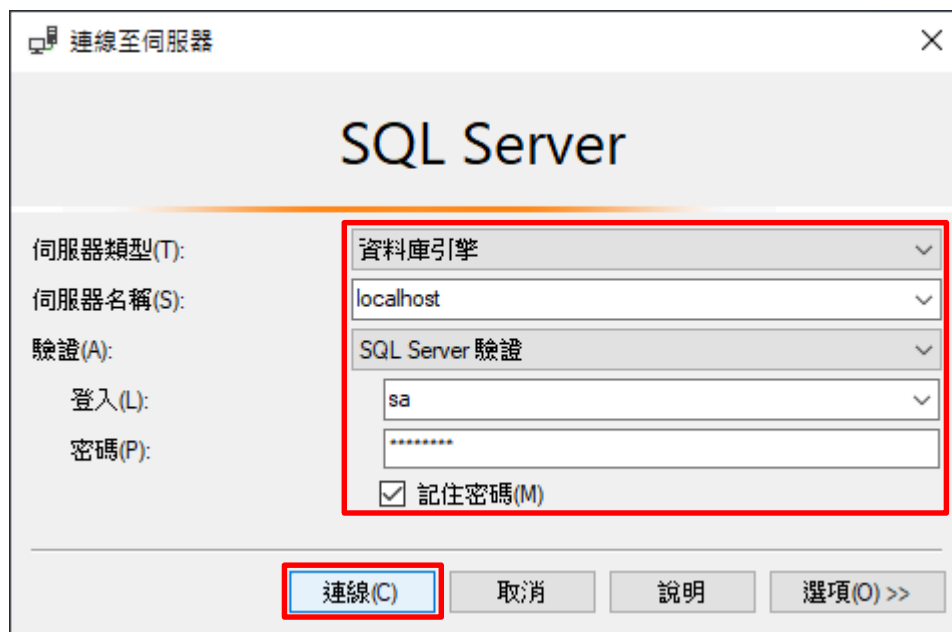 連線至伺服器
SQL Server
伺服器類型(T): 資料庫引擎
伺服器名稱(S): localhost
驗證(A): SQL Server 驗證
登入(L): sa
密碼(P): ********
記住密碼(M)
連線(C) 取消 說明 選項(O) >>